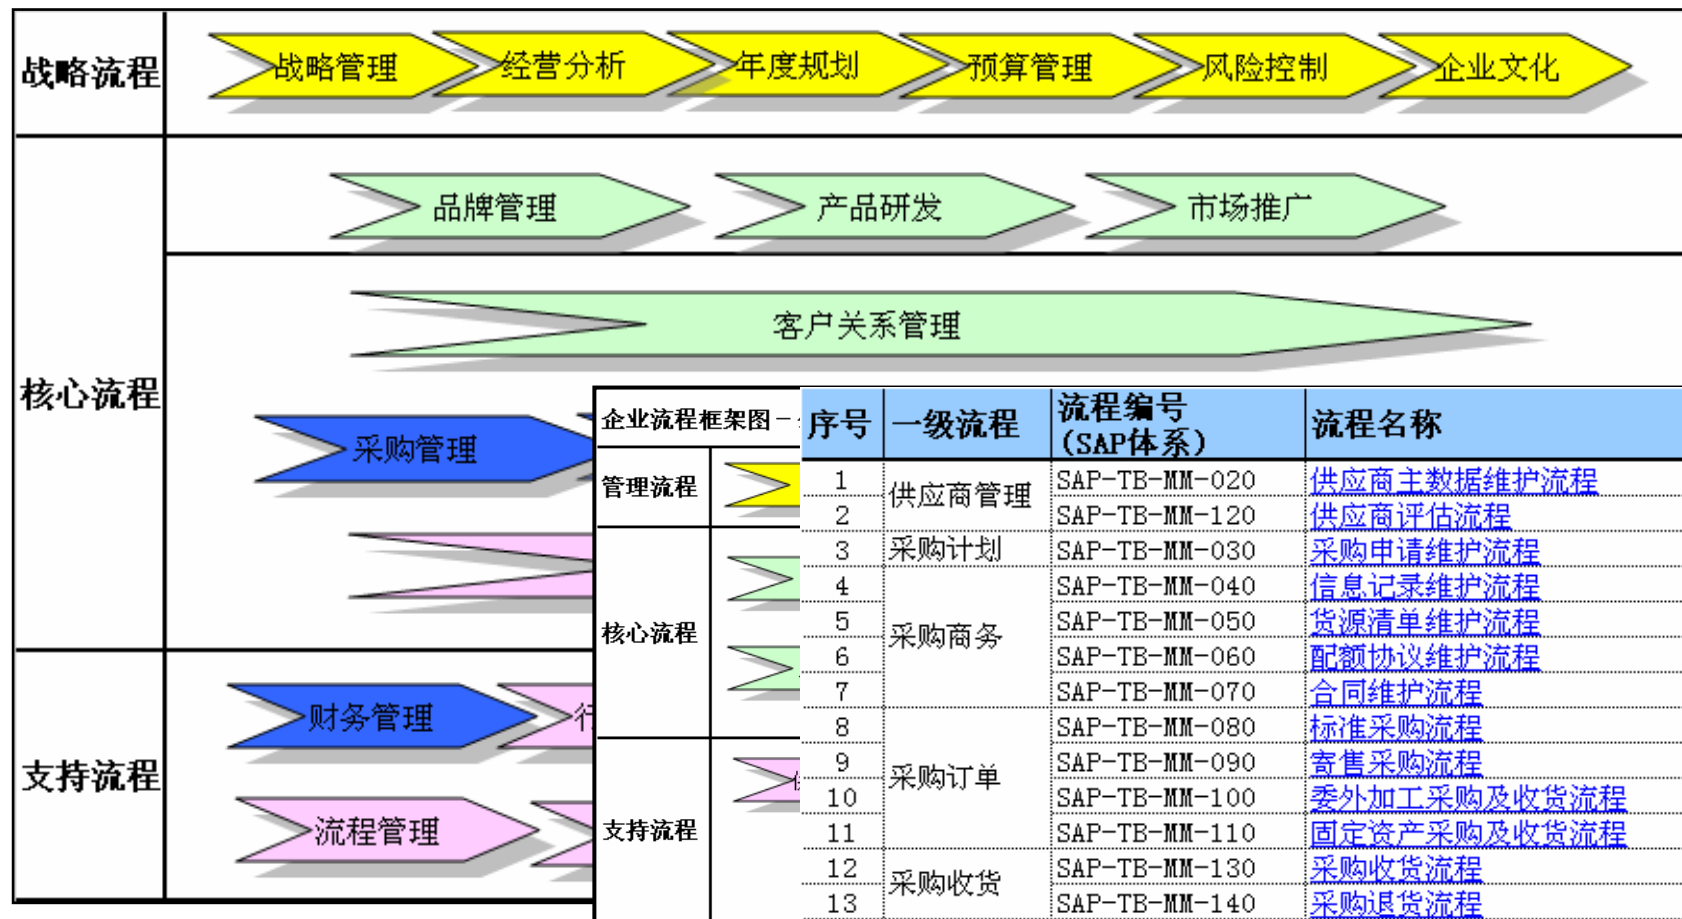 战略流程
战略管理 经营分析 年度规划 预算管理 风险控制 企业文化
核心流程
品牌管理 产品研发 市场推广
客户关系管理
采购管理
支持流程
财务管理
流程管理
企业流程框架图-
管理流程
核心流程
支持流程
序号 一级流程 流程编号 (SAP体系) 流程名称
1 供应商管理 SAP-TB-MM-020 供应商主数据维护流程
2 SAP-TB-MM-120 供应商评估流程
3 采购计划 SAP-TB-MM-030 采购申请维护流程
4 采购商务 SAP-TB-MM-040 信息记录维护流程
5 SAP-TB-MM-050 货源清单维护流程
6 SAP-TB-MM-060 配额协议维护流程
7 SAP-TB-MM-070 合同维护流程
8 采购订单 SAP-TB-MM-080 标准采购流程
9 SAP-TB-MM-090 寄售采购流程
10 SAP-TB-MM-100 委外加工采购及收货流程
11 SAP-TB-MM-110 固定资产采购及收货流程
12 采购收货 SAP-TB-MM-130 采购收货流程
13 SAP-TB-MM-140 采购退货流程